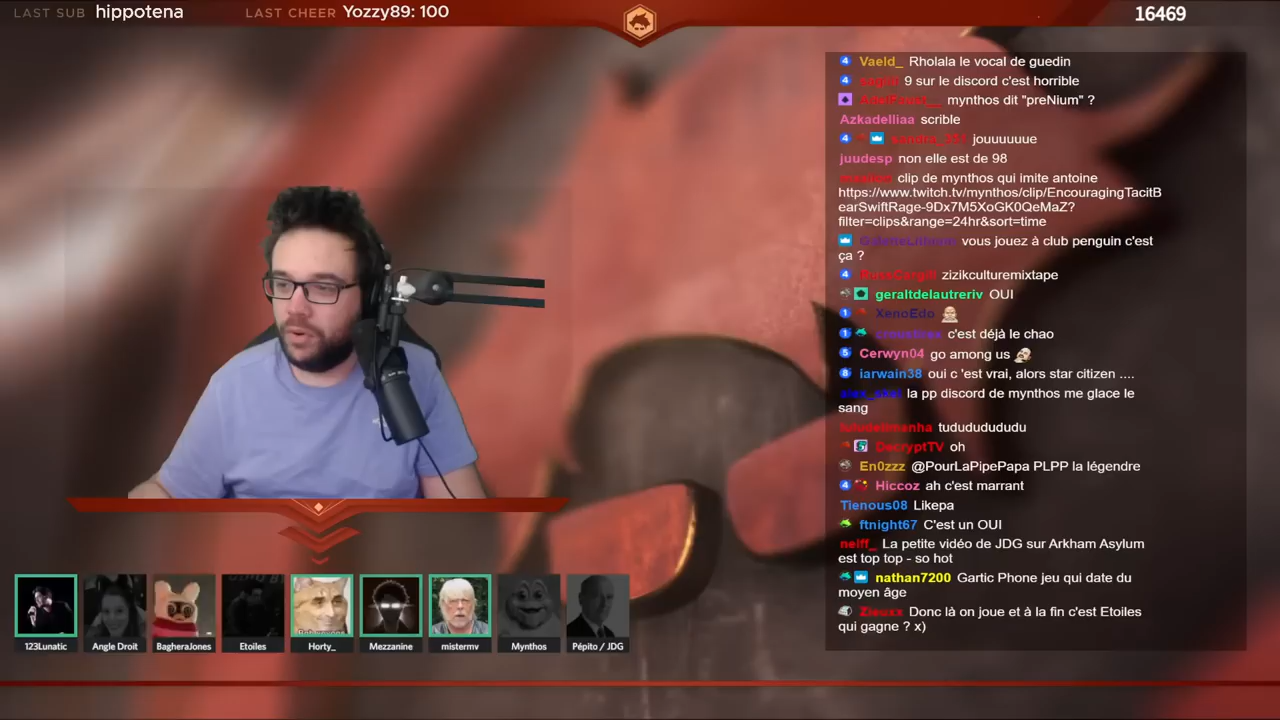 LAST SUB hippotena LAST CHEER Yozzy89: 100
16469
Vaeld_ Rholala le vocal de guedin
9 sur le discord c'est horrible
mynthos dit "preNium" ?
Azkadelliaa scrible
jouuuuuue
juudesp non elle est de 98
clip de mynthos qui imite antoine
https://www.twitch.tv/mynthos/clip/EncouragingTacitB
earSwiftRage-9Dx7M5XoGK0QeMaZ?
filter=clips&range=24hr&sort=time
vous jouez à club penguin c'est
ça ?
zizikculturemixtape
geraltdelautreriv OUI
XenoEdo
c'est déjà le chao
Cerwyn04 go among us
iarwain38 oui c 'est vrai, alors star citizen ....
la pp discord de mynthos me glace le
sang
tudududududu
DecryptTV oh
En0zzz @PourLaPipePapa PLPP la légendre
Hiccoz ah c'est marrant
Tienous08 Likepa
ftnight67 C'est un OUI
neiff_ La petite vidéo de JDG sur Arkham Asylum
est top top - so hot
nathan7200 Gartic Phone jeu qui date du
moyen âge
Zieuxx Donc là on joue et à la fin c'est Etoiles
qui gagne ? x)
123Lunatic Angle Droit BagheraJones Etoiles Horty_ Mezzanine mistermv Mynthos Pépito / JDG